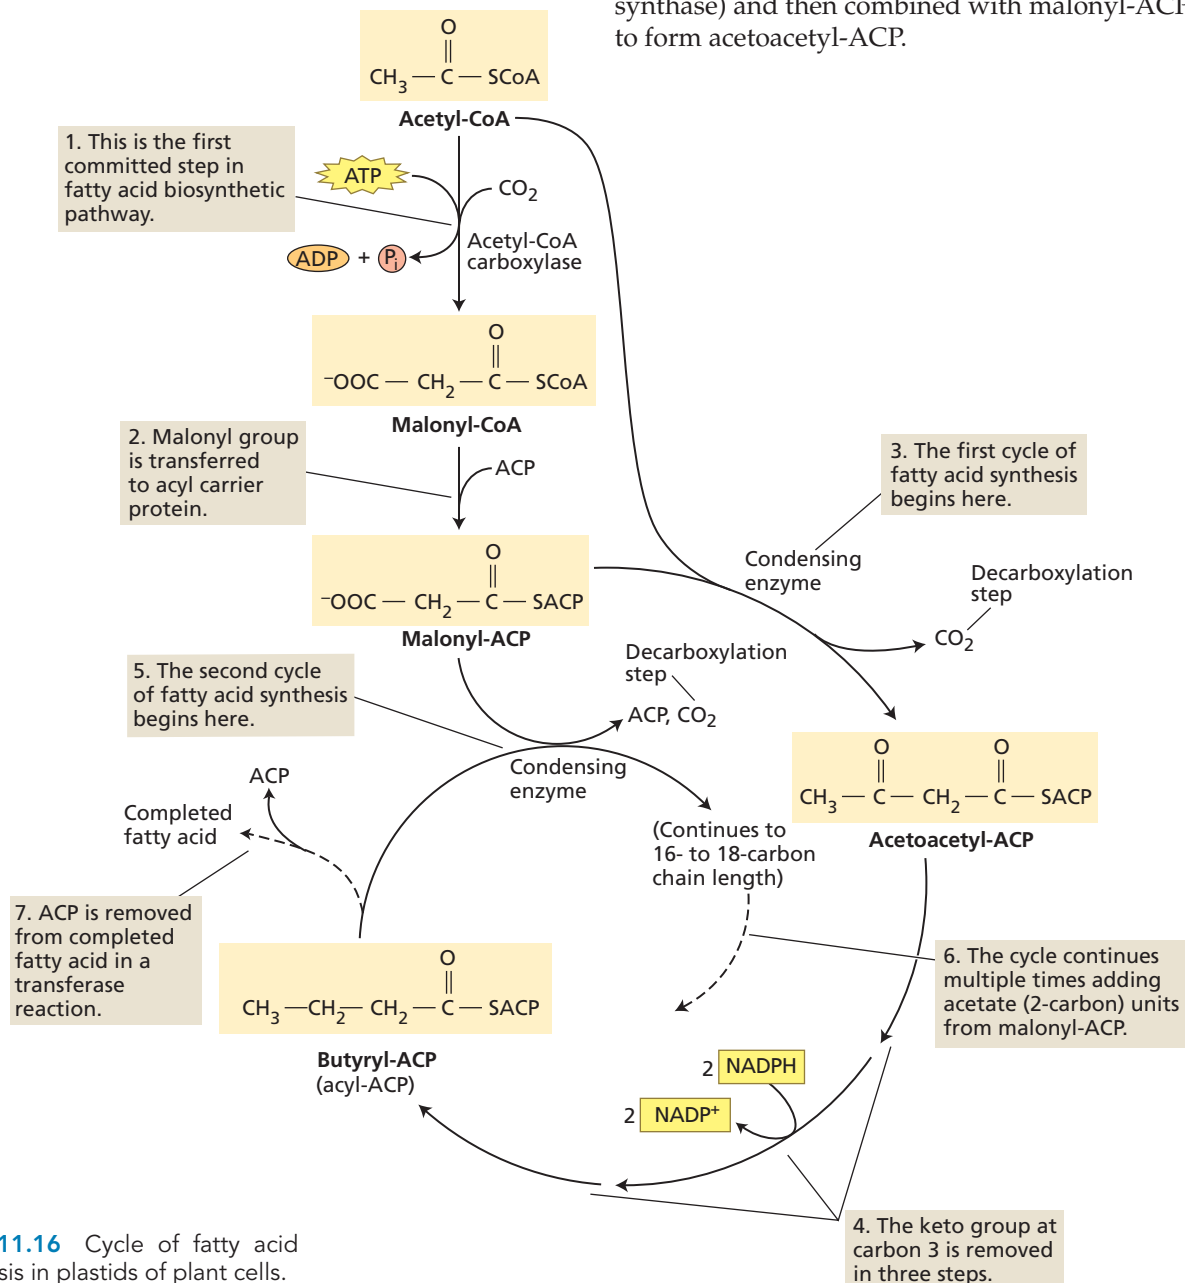 synthase) and then combined with malonyl-ACP
to form acetoacetyl-ACP.
O
CH3 — C — SCoA
Acetyl-CoA
1. This is the first
committed step in
fatty acid biosynthetic
pathway.
ATP
CO2
ADP + Pi
Acetyl-CoA
carboxylase
O
−OOC — CH2 — C — SCoA
Malonyl-CoA
2. Malonyl group
is transferred
to acyl carrier
protein.
ACP
3. The first cycle of
fatty acid synthesis
begins here.
O
−OOC — CH2 — C — SACP
Malonyl-ACP
Condensing
enzyme
Decarboxylation
step
CO2
5. The second cycle
of fatty acid synthesis
begins here.
Decarboxylation
step
ACP, CO2
Condensing
enzyme
O O
CH3 — C — CH2 — C — SACP
Acetoacetyl-ACP
ACP
Completed
fatty acid
(Continues to
16- to 18-carbon
chain length)
7. ACP is removed
from completed
fatty acid in a
transferase
reaction.
O
CH3 —CH2— CH2 — C — SACP
Butyryl-ACP
(acyl-ACP)
6. The cycle continues
multiple times adding
acetate (2-carbon) units
from malonyl-ACP.
2 NADPH
2 NADP+
4. The keto group at
carbon 3 is removed
in three steps.
11.16 Cycle of fatty acid
sis in plastids of plant cells.